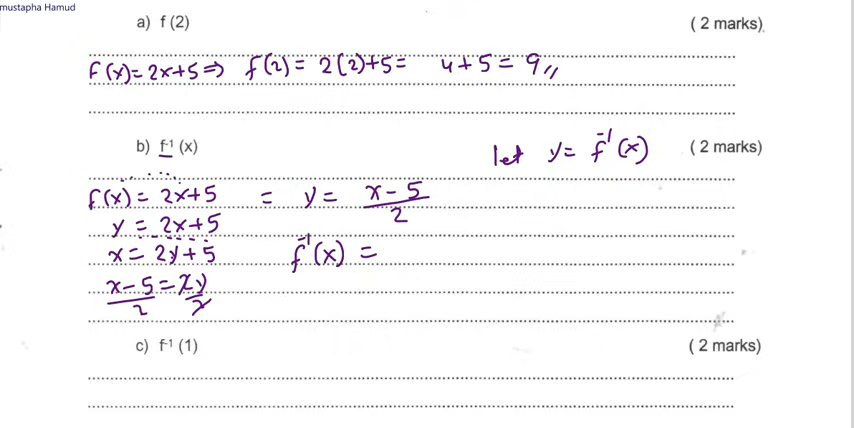 mustapha Hamud
a) f (2) ( 2 marks)
f(x) = 2x+5 ⇒ f(2) = 2(2)+5 = 4+5 = 9 //
b) f⁻¹ (x) let y = f⁻¹(x) ( 2 marks)
f(x) = 2x+5 = y = (x-5)/2
y = 2x+5
x = 2y+5 f⁻¹(x) =
(x-5)/2 = 2y/2
c) f⁻¹ (1) ( 2 marks)